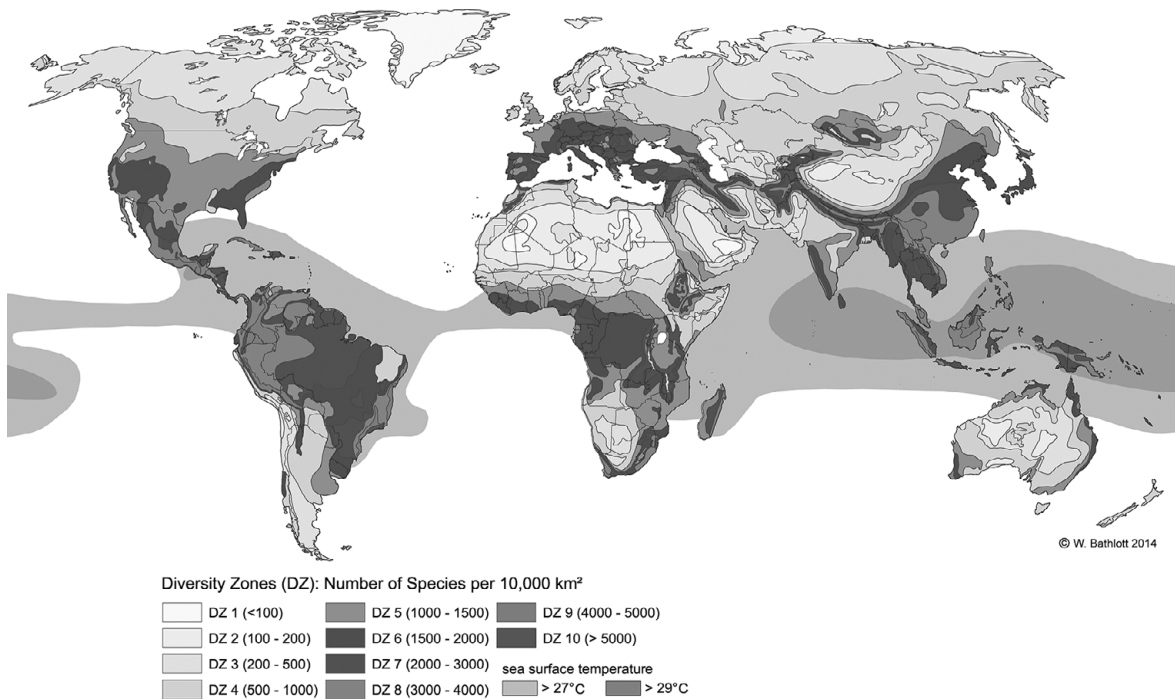 © W. Bathlott 2014
Diversity Zones (DZ): Number of Species per 10,000 km²
DZ 1 (<100)
DZ 2 (100 - 200)
DZ 3 (200 - 500)
DZ 4 (500 - 1000)
DZ 5 (1000 - 1500)
DZ 6 (1500 - 2000)
DZ 7 (2000 - 3000)
DZ 8 (3000 - 4000)
DZ 9 (4000 - 5000)
DZ 10 (> 5000)
sea surface temperature
> 27°C
> 29°C